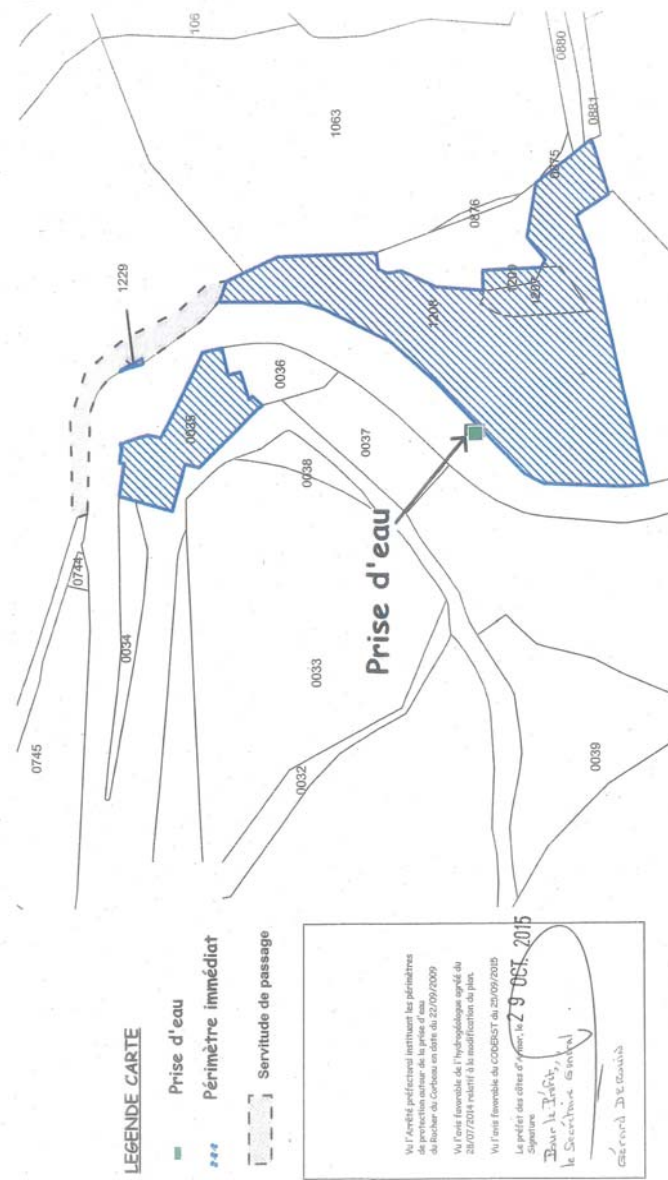 LEGENDE CARTE
Prise d'eau
Périmètre immédiat
Servitude de passage
Vu l'Arrêté préfectoral instituant les périmètres
de protection autour de la prise d'eau
du Rocher du Corbeau en date du 22/09/2009
Vu l'avis favorable de l'hydrogéologue agréé du
28/07/2014 relatif à la modification du plan.
Vu l'avis favorable du CODERST du 25/09/2015
Le préfet des côtes d'armor, le 29 OCT. 2015
Signature
Pour le Préfet,
le Secrétaire Général
Gérard DEROUIN
0745
0744
0034
0033
0032
0039
0035
0036
0037
0038
Prise d'eau
1229
106
1063
1208
1209
1207
0876
0875
0880
0881